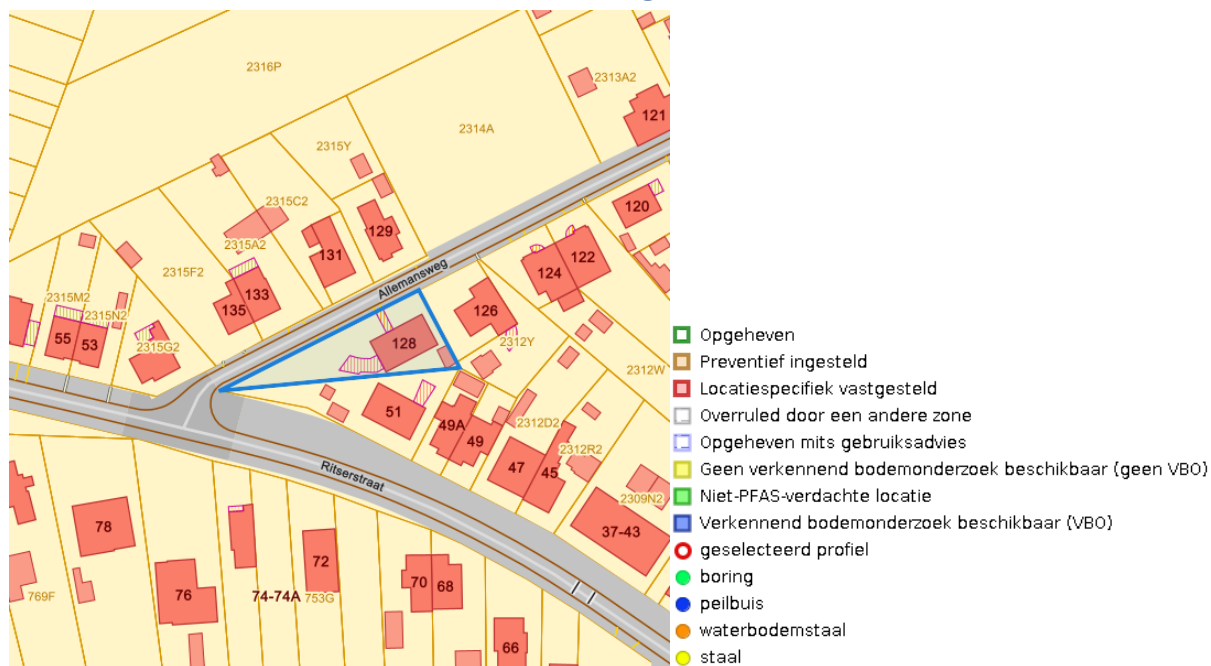 2316P
2313A2
121
2314A
2315Y
2315C2
120
129
2315A2
131
122
124
2315F2
Allemansweg
133
135
126
2315M2
2315N2
128
2312Y
55
53
2315G2
2312W
51
49A
49
2312D2
2312R2
47
45
Ritserstraat
2309N2
37-43
78
72
70
68
76
74-74A
753G
769F
66
Opgeheven
Preventief ingesteld
Locatiespecifiek vastgesteld
Overruled door een andere zone
Opgeheven mits gebruiksadvies
Geen verkennend bodemonderzoek beschikbaar (geen VBO)
Niet-PFAS-verdachte locatie
Verkennend bodemonderzoek beschikbaar (VBO)
geselecteerd profiel
boring
peilbuis
waterbodemstaal
staal